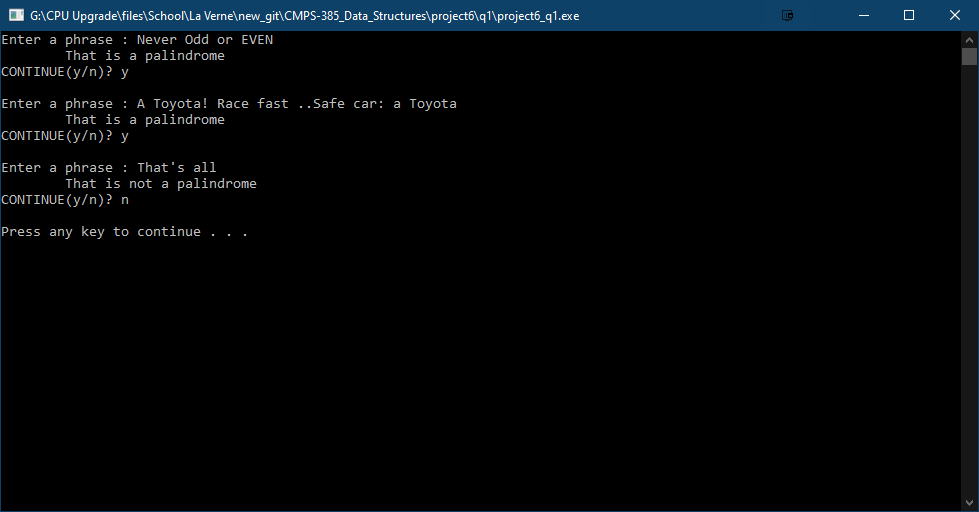 G:\CPU Upgrade\files\School\La Verne\new_git\CMPS-385_Data_Structures\project6\q1\project6_q1.exe
Enter a phrase : Never Odd or EVEN
That is a palindrome
CONTINUE(y/n)? y
Enter a phrase : A Toyota! Race fast ..Safe car: a Toyota
That is a palindrome
CONTINUE(y/n)? y
Enter a phrase : That's all
That is not a palindrome
CONTINUE(y/n)? n
Press any key to continue . . .